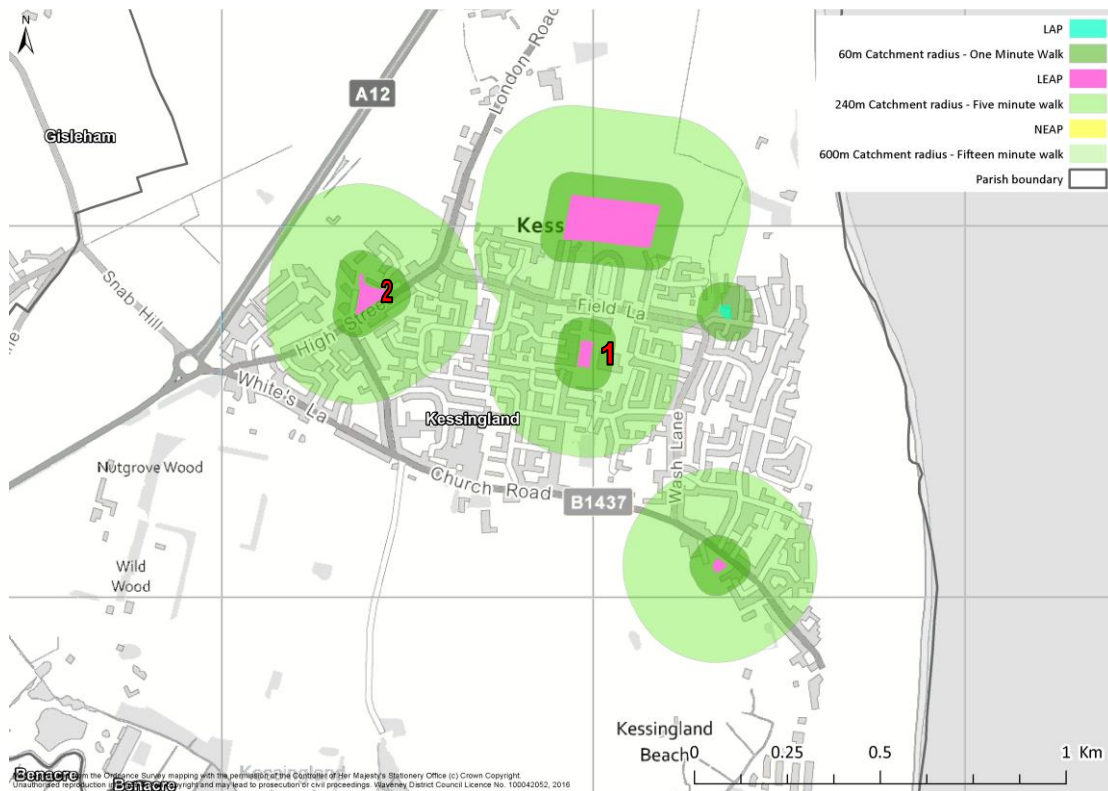 N
A12
London Road
Gisleham
Snab Hill
High Street
White's La
Kess
Field La
2
1
Kessingland
Wash Lane
Church Road
B1437
Nutgrove Wood
Wild
Wood
Kessingland
Beach
0 0.25 0.5 1 Km
Benacre
Benacre
Kessingland
LAP
60m Catchment radius - One Minute Walk
LEAP
240m Catchment radius - Five minute walk
NEAP
600m Catchment radius - Fifteen minute walk
Parish boundary
om the Ordnance Survey mapping with the permission of the Controller of Her Majesty's Stationery Office (c) Crown Copyright.
Unauthorised reproduction yright and may lead to prosecution or civil proceedings. Waveney District Council Licence No. 100042052, 2016